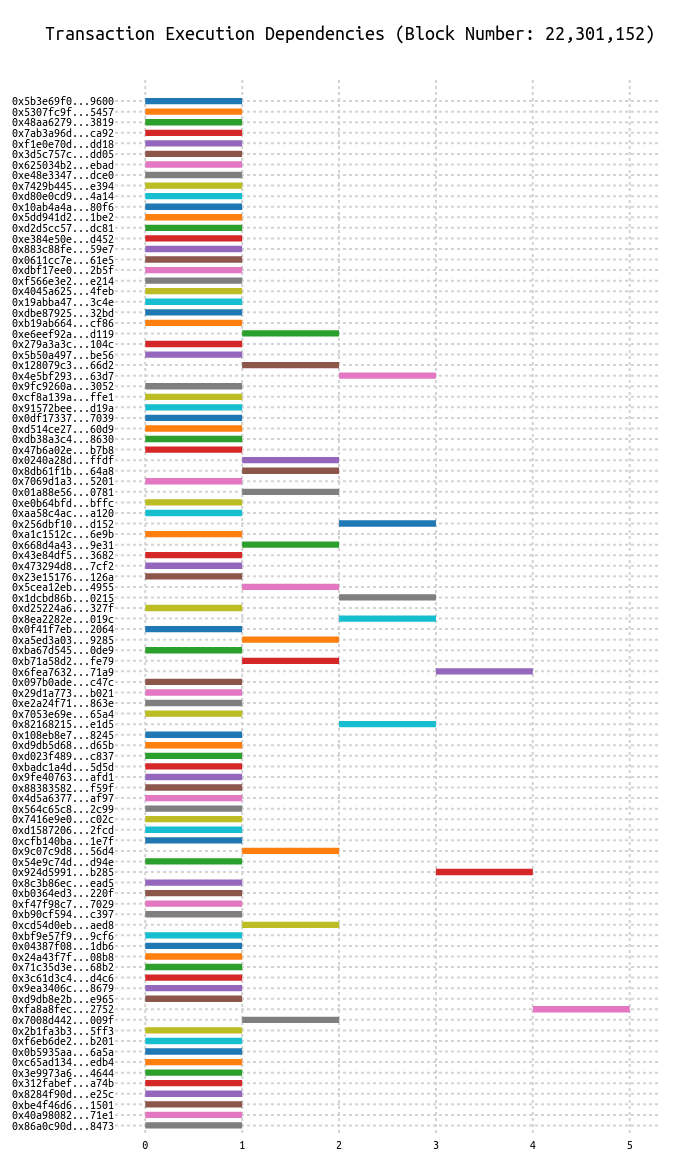 Transaction Execution Dependencies (Block Number: 22,301,152)
0x5b3e69f0...9600
0x5307fc9f...5457
0x48aa6279...3819
0x7ab3a96d...ca92
0xf1e0e70d...dd18
0x3d5c757c...dd05
0x625034b2...ebad
0xe48e3347...dce0
0x7429b445...e394
0xd80e0cd9...4a14
0x10ab4a4a...80f6
0x5dd941d2...1be2
0xd2d5cc57...dc81
0xe384e50e...d452
0x883c88fe...59e7
0x0611cc7e...61e5
0xdbf17ee0...2b5f
0xf566e3e2...e214
0x4045a625...4feb
0x19abba47...3c4e
0xdbe87925...32bd
0xb19ab664...cf86
0xe6eef92a...d119
0x279a3a3c...104c
0x5b50a497...be56
0x128079c3...66d2
0x4e5bf293...63d7
0x9fc9260a...3052
0xcf8a139a...ffe1
0x91572bee...d19a
0x0df17337...7039
0xd514ce27...60d9
0xdb38a3c4...8630
0x47b6a02e...b7b8
0x0240a28d...ffdf
0x8db61f1b...64a8
0x7069d1a3...5201
0x01a88e56...0781
0xe0b64bfd...bffc
0xaa58c4ac...a120
0x256dbf10...d152
0xa1c1512c...6e9b
0x668d4a43...9e31
0x43e84df5...3682
0x473294d8...7cf2
0x23e15176...126a
0x5cea12eb...4955
0x1dcbd86b...0215
0xd25224a6...327f
0x8ea2282e...019c
0x0f41f7eb...2064
0xa5ed3a03...9285
0xba67d545...0de9
0xb71a58d2...fe79
0x6fea7632...71a9
0x097b0ade...c47c
0x29d1a773...b021
0xe2a24f71...863e
0x7053e69e...65a4
0x82168215...e1d5
0x108eb8e7...8245
0xd9db5d68...d65b
0xd023f489...c837
0xbadc1a4d...5d5d
0x9fe40763...afd1
0x88383582...f59f
0x4d5a6377...af97
0x564c65c8...2c99
0x7416e9e0...c02c
0xd1587206...2fcd
0xcfb140ba...1e7f
0x9c07c9d8...56d4
0x54e9c74d...d94e
0x924d5991...b285
0x8c3b86ec...ead5
0xb0364ed3...220f
0xf47f98c7...7029
0xb90cf594...c397
0xcd54d0eb...aed8
0xbf9e57f9...9cf6
0x04387f08...1db6
0x24a43f7f...08b8
0x71c35d3e...68b2
0x3c61d3c4...d4c6
0x9ea3406c...8679
0xd9db8e2b...e965
0xfa8a8fec...2752
0x7008d442...009f
0x2b1fa3b3...5ff3
0xf6eb6de2...b201
0x0b5935aa...6a5a
0xc65ad134...edb4
0x3e9973a6...4644
0x312fabef...a74b
0x8284f90d...e25c
0xbe4f46d6...1501
0x40a98082...71e1
0x86a0c90d...8473
0 1 2 3 4 5